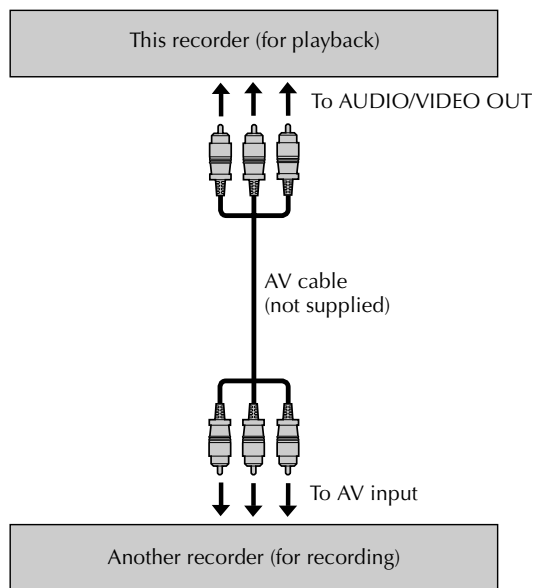 This recorder (for playback)
To AUDIO/VIDEO OUT
AV cable
(not supplied)
To AV input
Another recorder (for recording)